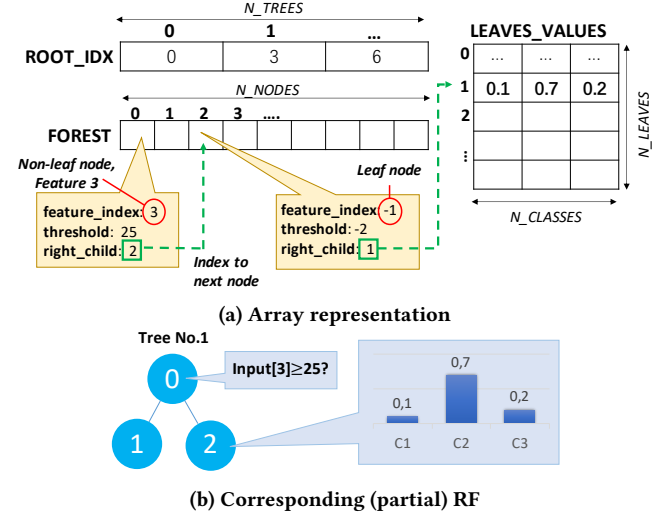 N_TREES
0 1 ...
ROOT_IDX 0 3 6
N_NODES
0 1 2 3 ....
FOREST
Non-leaf node,
Feature 3
feature_index: 3
threshold: 25
right_child: 2
Index to
next node
Leaf node
feature_index: -1
threshold: -2
right_child: 1
LEAVES_VALUES
0 ... ... ...
1 0.1 0.7 0.2
2
...
N_LEAVES
N_CLASSES
(a) Array representation
Tree No.1
0
1 2
Input[3]≥25?
0,1 0,7 0,2
C1 C2 C3
(b) Corresponding (partial) RF